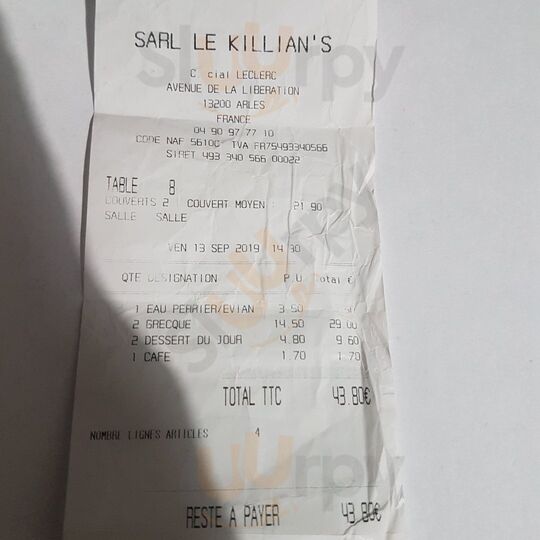 SARL LE KILLIAN'S
C. cial LECLERC
AVENUE DE LA LIBERATION
13200 ARLES
FRANCE
04 90 97 77 10
CODE NAF 5610C TVA FR75493340566
SIRET 493 340 566 00022
TABLE 8
COUVERTS 2 COUVERT MOYEN : 21.90
SALLE SALLE
VEN 13 SEP 2019 14:30
QTE DESIGNATION P.U Total €
1 EAU PERRIER/EVIAN 3.50
2 GRECQUE 14.50 29.00
2 DESSERT DU JOUR 4.80 9.60
1 CAFE 1.70 1.70
TOTAL TTC 43.80€
NOMBRE LIGNES ARTICLES 4
RESTE A PAYER 43.80€